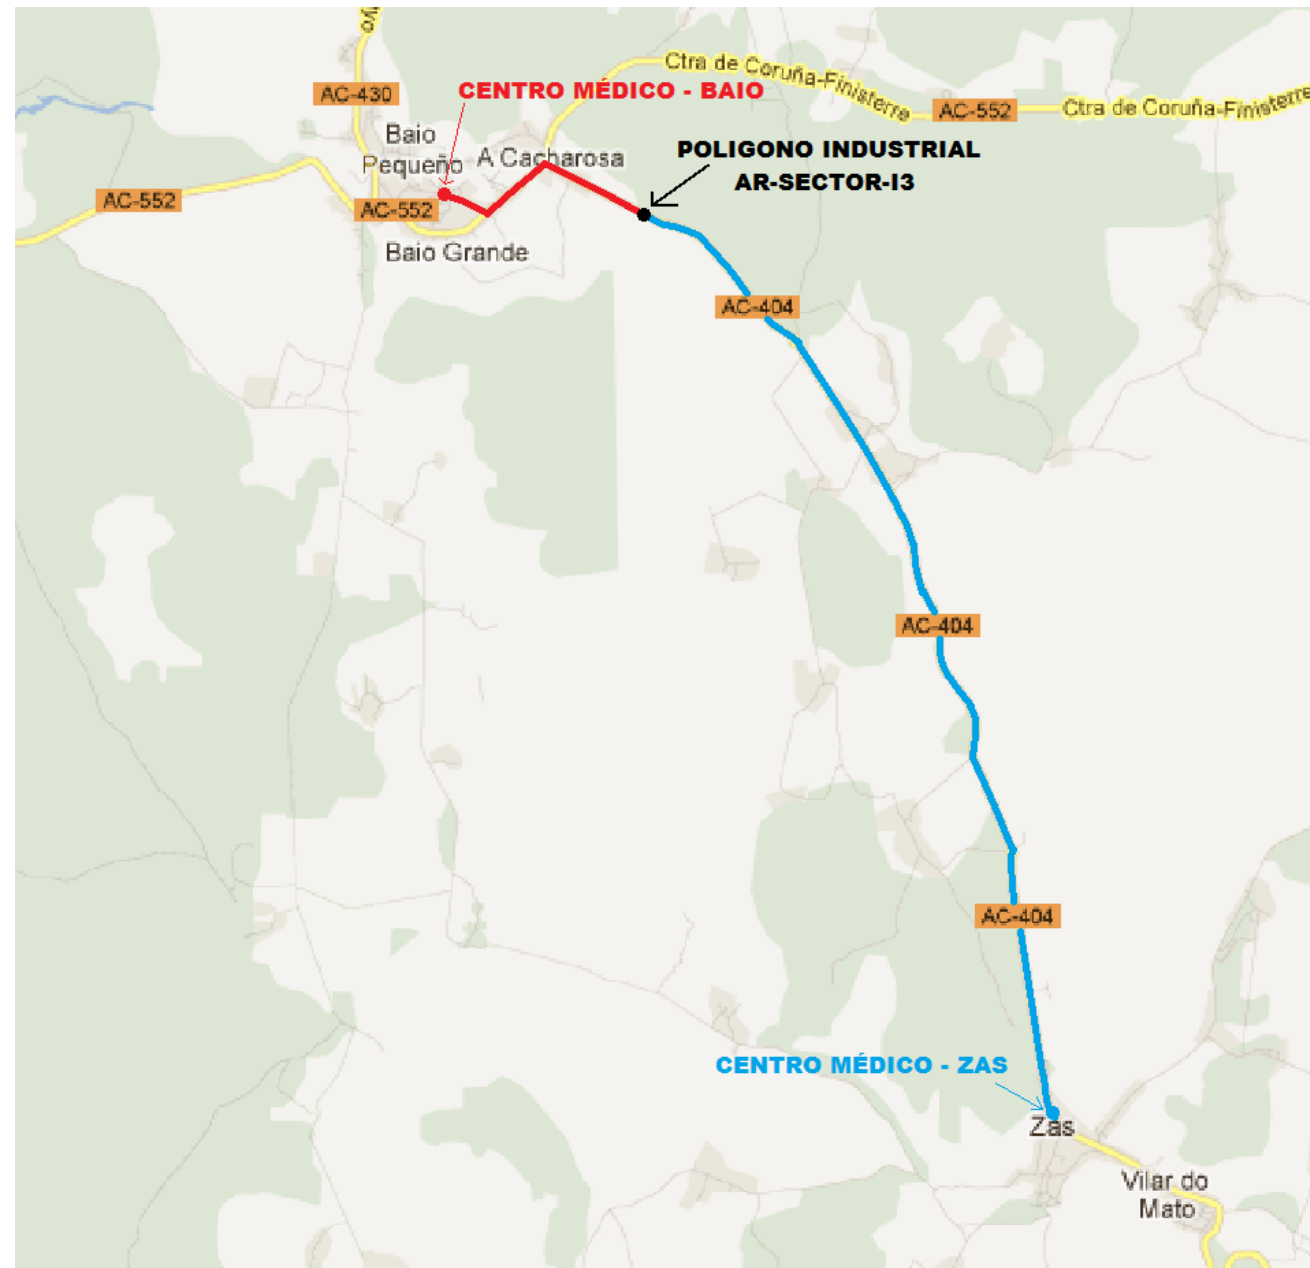 yo
Ctra de Coruña-Finisterre
AC-430
CENTRO MÉDICO - BAIO
AC-552
Ctra de Coruña-Finisterre
Baio
Pequeño
A Cacharosa
POLIGONO INDUSTRIAL
AR-SECTOR-I3
AC-552
AC-552
Baio Grande
AC-404
AC-404
AC-404
CENTRO MÉDICO - ZAS
Zas
Vilar do
Mato